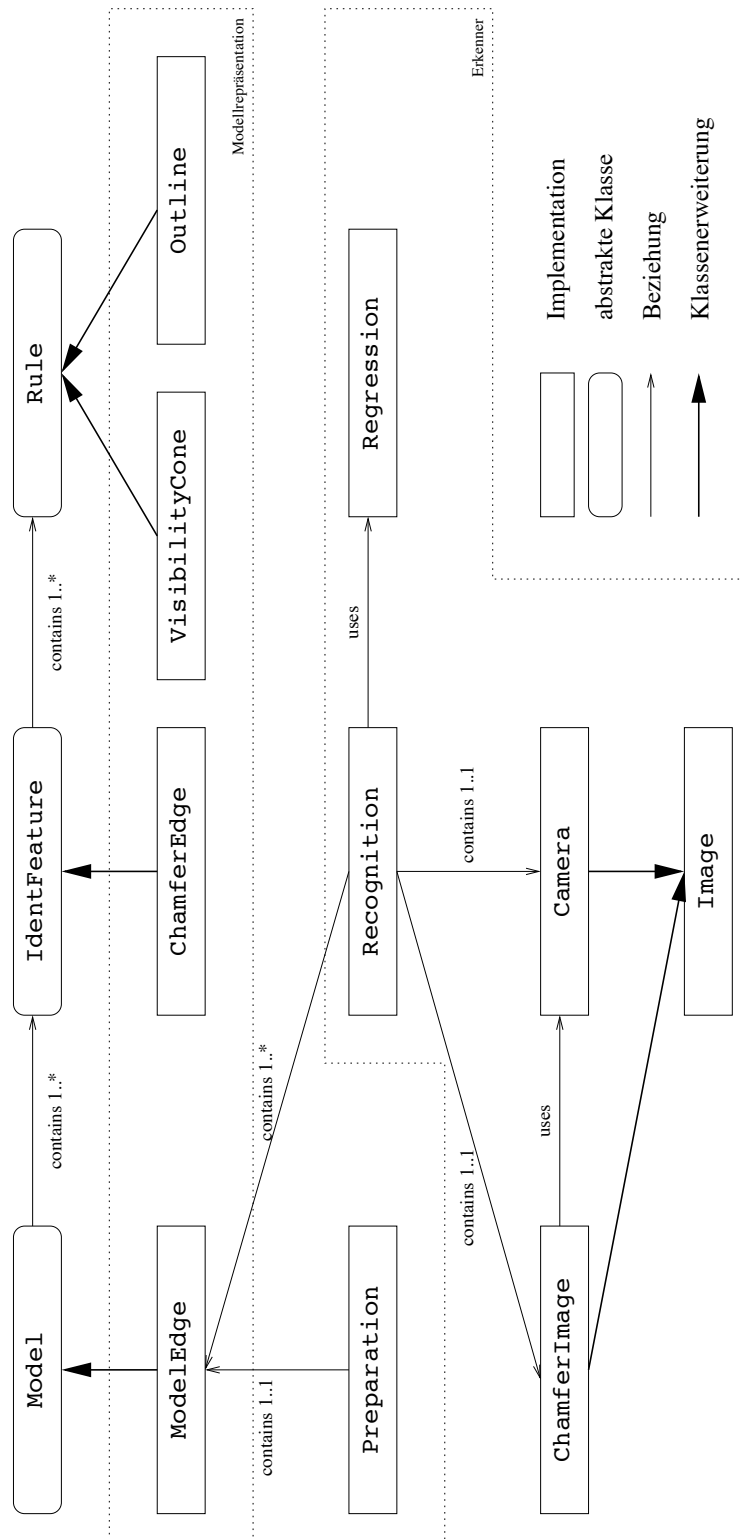 Model
contains 1..*
IdentFeature
contains 1..*
Rule
ModelEdge
ChamferEdge
VisibilityCone
Outline
Modellrepräsentation
contains 1..1
contains 1..*
Preparation
Recognition
uses
Regression
Erkenner
contains 1..1
contains 1..1
ChamferImage
uses
Camera
Image
Implementation
abstrakte Klasse
Beziehung
Klassenerweiterung